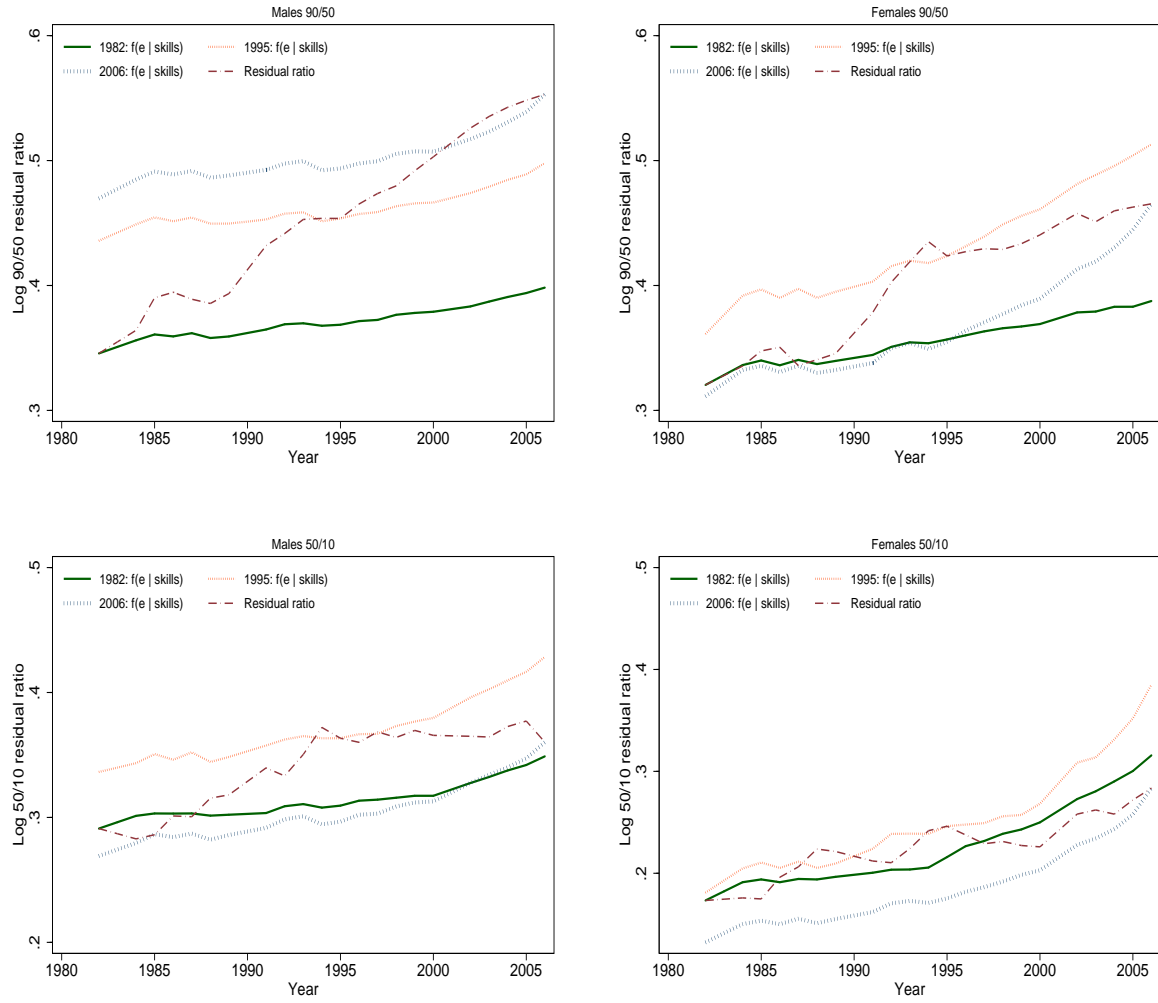 Males 90/50
1982: f(e | skills) 1995: f(e | skills)
2006: f(e | skills) Residual ratio
Log 90/50 residual ratio
.6
.5
.4
.3
1980 1985 1990 1995 2000 2005
Year
Females 90/50
1982: f(e | skills) 1995: f(e | skills)
2006: f(e | skills) Residual ratio
Log 90/50 residual ratio
.6
.5
.4
.3
1980 1985 1990 1995 2000 2005
Year
Males 50/10
1982: f(e | skills) 1995: f(e | skills)
2006: f(e | skills) Residual ratio
Log 50/10 residual ratio
.5
.4
.3
.2
1980 1985 1990 1995 2000 2005
Year
Females 50/10
1982: f(e | skills) 1995: f(e | skills)
2006: f(e | skills) Residual ratio
Log 50/10 residual ratio
.5
.4
.3
.2
1980 1985 1990 1995 2000 2005
Year